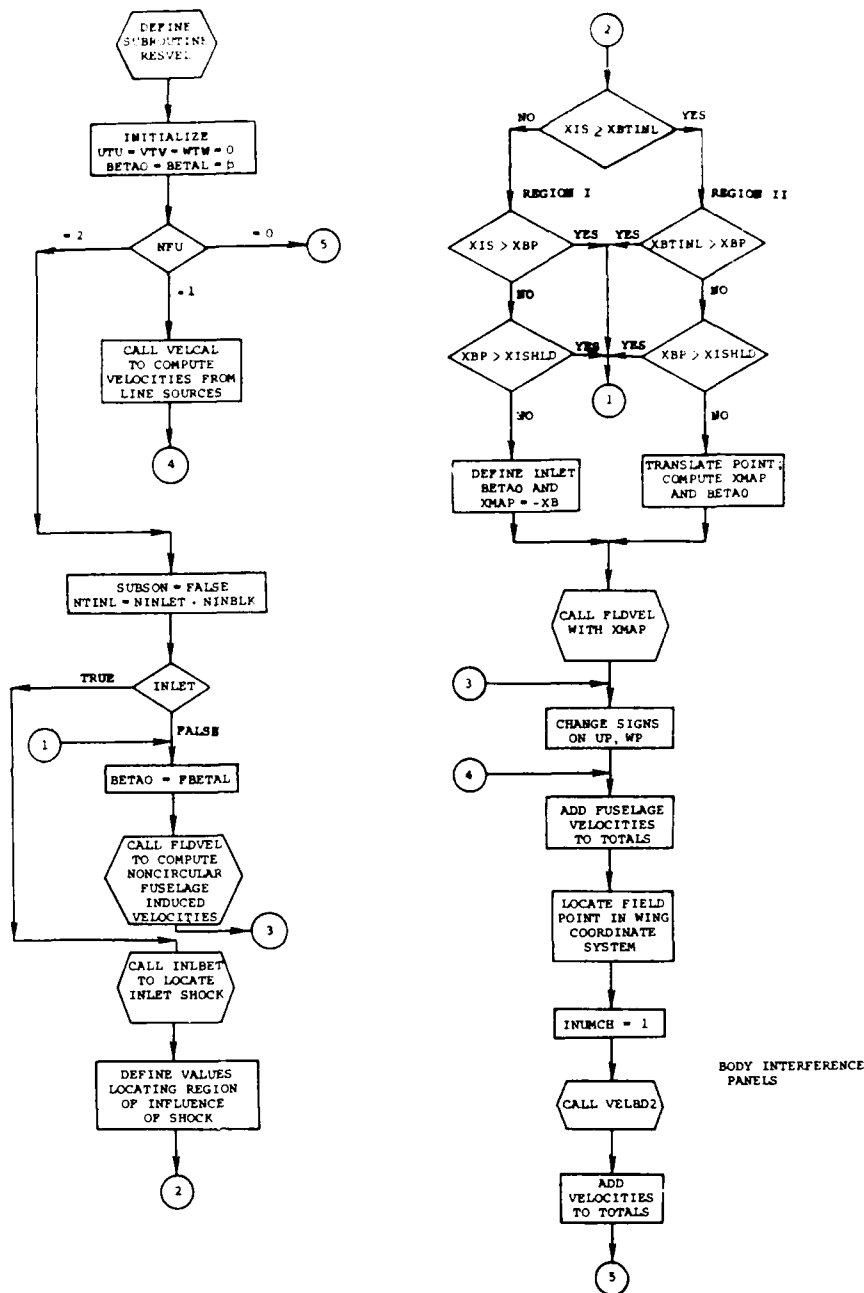 DEFINE
SUBROUTINE
RESVEL
INITIALIZE
UTU = VTV = WTW = 0
BETAO = BETAL = β
NFU
= 2
= 0
5
= 1
CALL VELCAL
TO COMPUTE
VELOCITIES FROM
LINE SOURCES
4
SUBSON = FALSE
NTINL = NINLET · NINBLK
INLET
TRUE
FALSE
1
BETAO = FBETAL
CALL FLDVEL
TO COMPUTE
NONCIRCULAR
FUSELAGE
INDUCED
VELOCITIES
3
CALL INLBET
TO LOCATE
INLET SHOCK
DEFINE VALUES
LOCATING REGION
OF INFLUENCE
OF SHOCK
2
2
NO
YES
XIS ≥ XBTINL
REGION I
REGION II
XIS > XBP
YES
YES
XBTINL > XBP
NO
NO
XBP > XISHLD
YES
YES
XBP > XISHLD
1
NO
NO
DEFINE INLET
BETAO AND
XMAP = -XB
TRANSLATE POINT;
COMPUTE XMAP
AND BETAO
CALL FLDVEL
WITH XMAP
3
CHANGE SIGNS
ON UP, WP
4
ADD FUSELAGE
VELOCITIES
TO TOTALS
LOCATE FIELD
POINT IN WING
COORDINATE
SYSTEM
INUMCH = 1
BODY INTERFERENCE
PANELS
CALL VELBD2
ADD
VELOCITIES
TO TOTALS
5